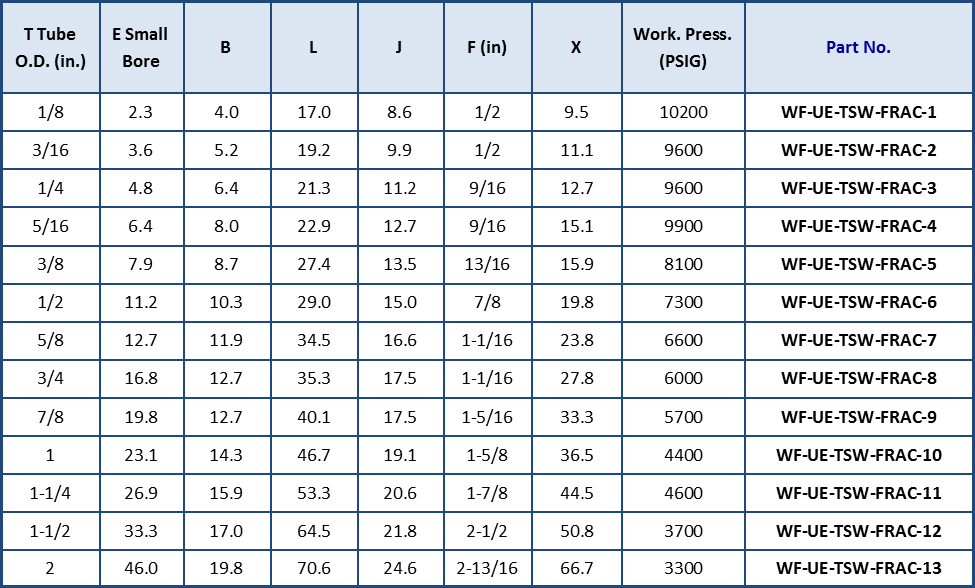 T Tube O.D. (in.) E Small Bore B L J F (in) X Work. Press. (PSIG) Part No.
1/8 2.3 4.0 17.0 8.6 1/2 9.5 10200 WF-UE-TSW-FRAC-1
3/16 3.6 5.2 19.2 9.9 1/2 11.1 9600 WF-UE-TSW-FRAC-2
1/4 4.8 6.4 21.3 11.2 9/16 12.7 9600 WF-UE-TSW-FRAC-3
5/16 6.4 8.0 22.9 12.7 9/16 15.1 9900 WF-UE-TSW-FRAC-4
3/8 7.9 8.7 27.4 13.5 13/16 15.9 8100 WF-UE-TSW-FRAC-5
1/2 11.2 10.3 29.0 15.0 7/8 19.8 7300 WF-UE-TSW-FRAC-6
5/8 12.7 11.9 34.5 16.6 1-1/16 23.8 6600 WF-UE-TSW-FRAC-7
3/4 16.8 12.7 35.3 17.5 1-1/16 27.8 6000 WF-UE-TSW-FRAC-8
7/8 19.8 12.7 40.1 17.5 1-5/16 33.3 5700 WF-UE-TSW-FRAC-9
1 23.1 14.3 46.7 19.1 1-5/8 36.5 4400 WF-UE-TSW-FRAC-10
1-1/4 26.9 15.9 53.3 20.6 1-7/8 44.5 4600 WF-UE-TSW-FRAC-11
1-1/2 33.3 17.0 64.5 21.8 2-1/2 50.8 3700 WF-UE-TSW-FRAC-12
2 46.0 19.8 70.6 24.6 2-13/16 66.7 3300 WF-UE-TSW-FRAC-13